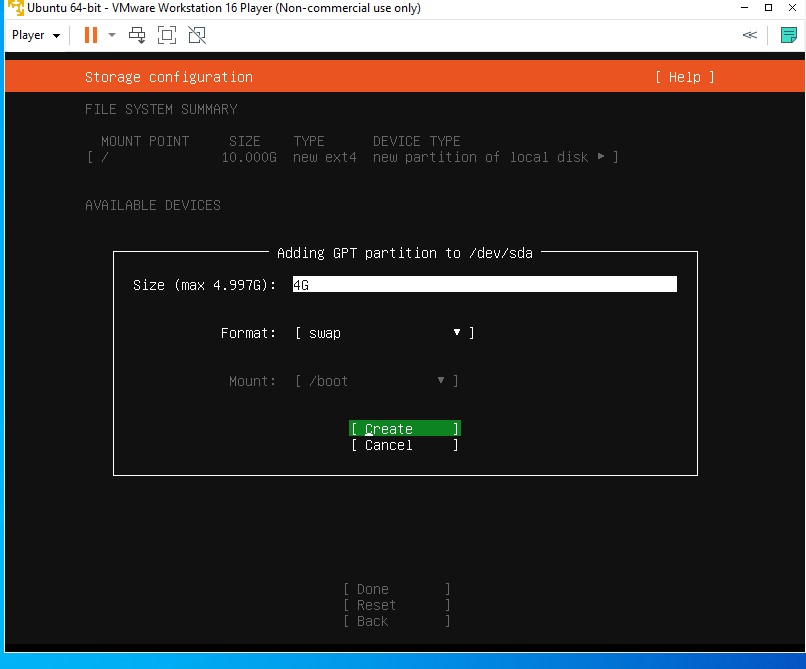 Ubuntu 64-bit - VMware Workstation 16 Player (Non-commercial use only)
Player
Storage configuration [ Help ]
FILE SYSTEM SUMMARY
MOUNT POINT SIZE TYPE DEVICE TYPE
[ / 10.000G new ext4 new partition of local disk ▸ ]
AVAILABLE DEVICES
Adding GPT partition to /dev/sda
Size (max 4.997G): 4G
Format: [ swap ▾ ]
Mount: [ /boot ▾ ]
[ Create ]
[ Cancel ]
[ Done ]
[ Reset ]
[ Back ]